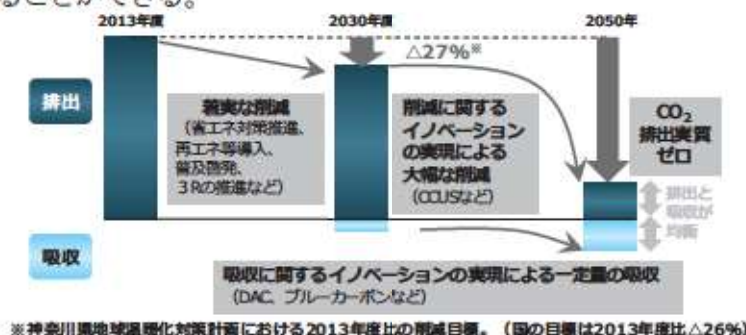 ることができる。
2013年度
2030年度
2050年
△27%※
排出
着実な削減
(省エネ対策推進、
再エネ等導入、
普及啓発、
3Rの推進など)
削減に関する
イノベーション
の実現による
大幅な削減
(CCUSなど)
CO₂
排出実質
ゼロ
排出と
吸収が
均衡
吸収
吸収に関するイノベーションの実現による一定量の吸収
(DAC、ブルーカーボンなど)
※神奈川県地球温暖化対策計画における2013年度比の削減目標。(国の目標は2013年度比△26%)